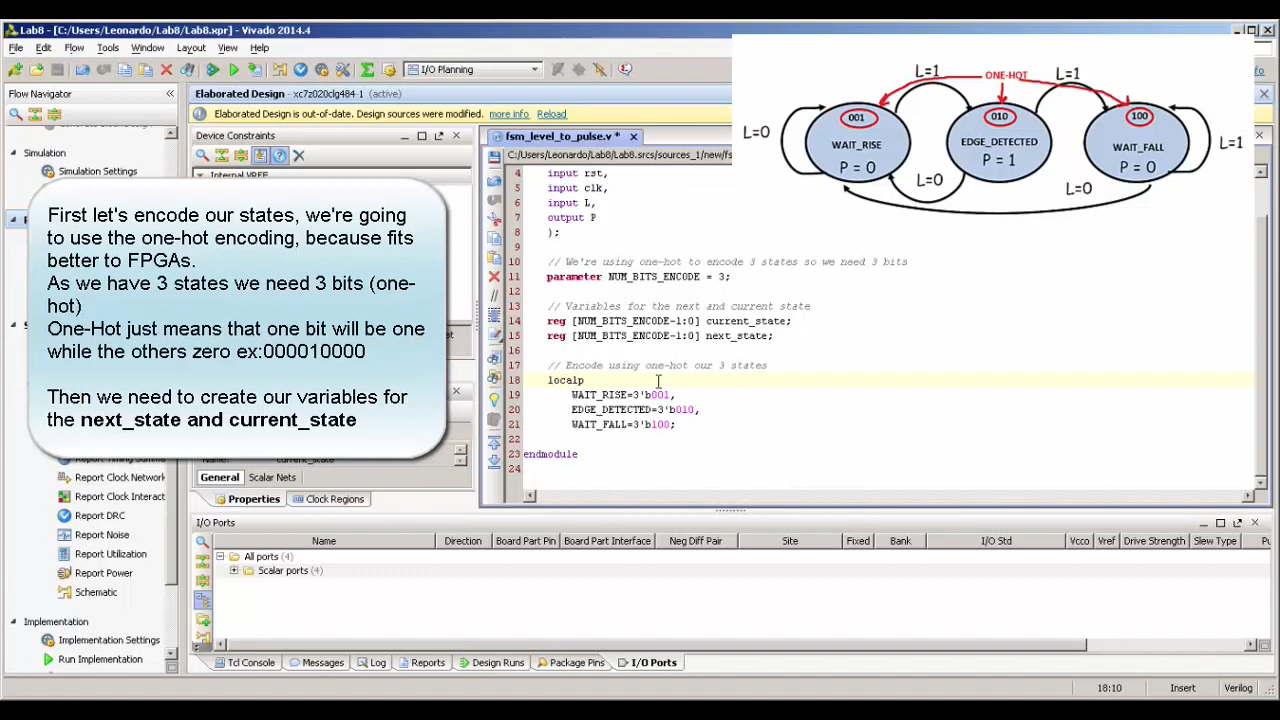 Lab8 - [C:/Users/Leonardo/Lab8/Lab8.xpr] - Vivado 2014.4
File Edit Flow Tools Window Layout View Help
I/O Planning
Flow Navigator
Elaborated Design - xc7z020clg484-1 (active)
Elaborated Design is out-of-date. Design sources were modified. more info Reload
Simulation
Simulation Settings
Device Constraints
Internal VREF
fsm_level_to_pulse.v *
C:/Users/Leonardo/Lab8/Lab8.srcs/sources_1/new/fs
4 input rst,
5 input clk,
6 input L,
7 output P
8 );
9
10 // We're using one-hot to encode 3 states so we need 3 bits
11 parameter NUM_BITS_ENCODE = 3;
12
13 // Variables for the next and current state
14 reg [NUM_BITS_ENCODE-1:0] current_state;
15 reg [NUM_BITS_ENCODE-1:0] next_state;
16
17 // Encode using one-hot our 3 states
18 localp
19 WAIT_RISE=3'b001,
20 EDGE_DETECTED=3'b010,
21 WAIT_FALL=3'b100;
22
23 endmodule
24
L=1 ONE-HOT L=1
001 010 100
L=0 WAIT_RISE EDGE_DETECTED WAIT_FALL L=1
P = 0 P = 1 P = 0
L=0 L=0
First let's encode our states, we're going
to use the one-hot encoding, because fits
better to FPGAs.
As we have 3 states we need 3 bits (one-
hot)
One-Hot just means that one bit will be one
while the others zero ex:000010000
Then we need to create our variables for
the next_state and current_state
General Scalar Nets
Properties Clock Regions
Report Clock Network
Report Clock Interact
Report DRC
Report Noise
Report Utilization
Report Power
Schematic
Implementation
Implementation Settings
Run Implementation
I/O Ports
Name Direction Board Part Pin Board Part Interface Neg Diff Pair Site Fixed Bank I/O Std Vcco Vref Drive Strength Slew Type Pu
All ports (4)
Scalar ports (4)
Tcl Console Messages Log Reports Design Runs Package Pins I/O Ports
18:10 Insert Verilog